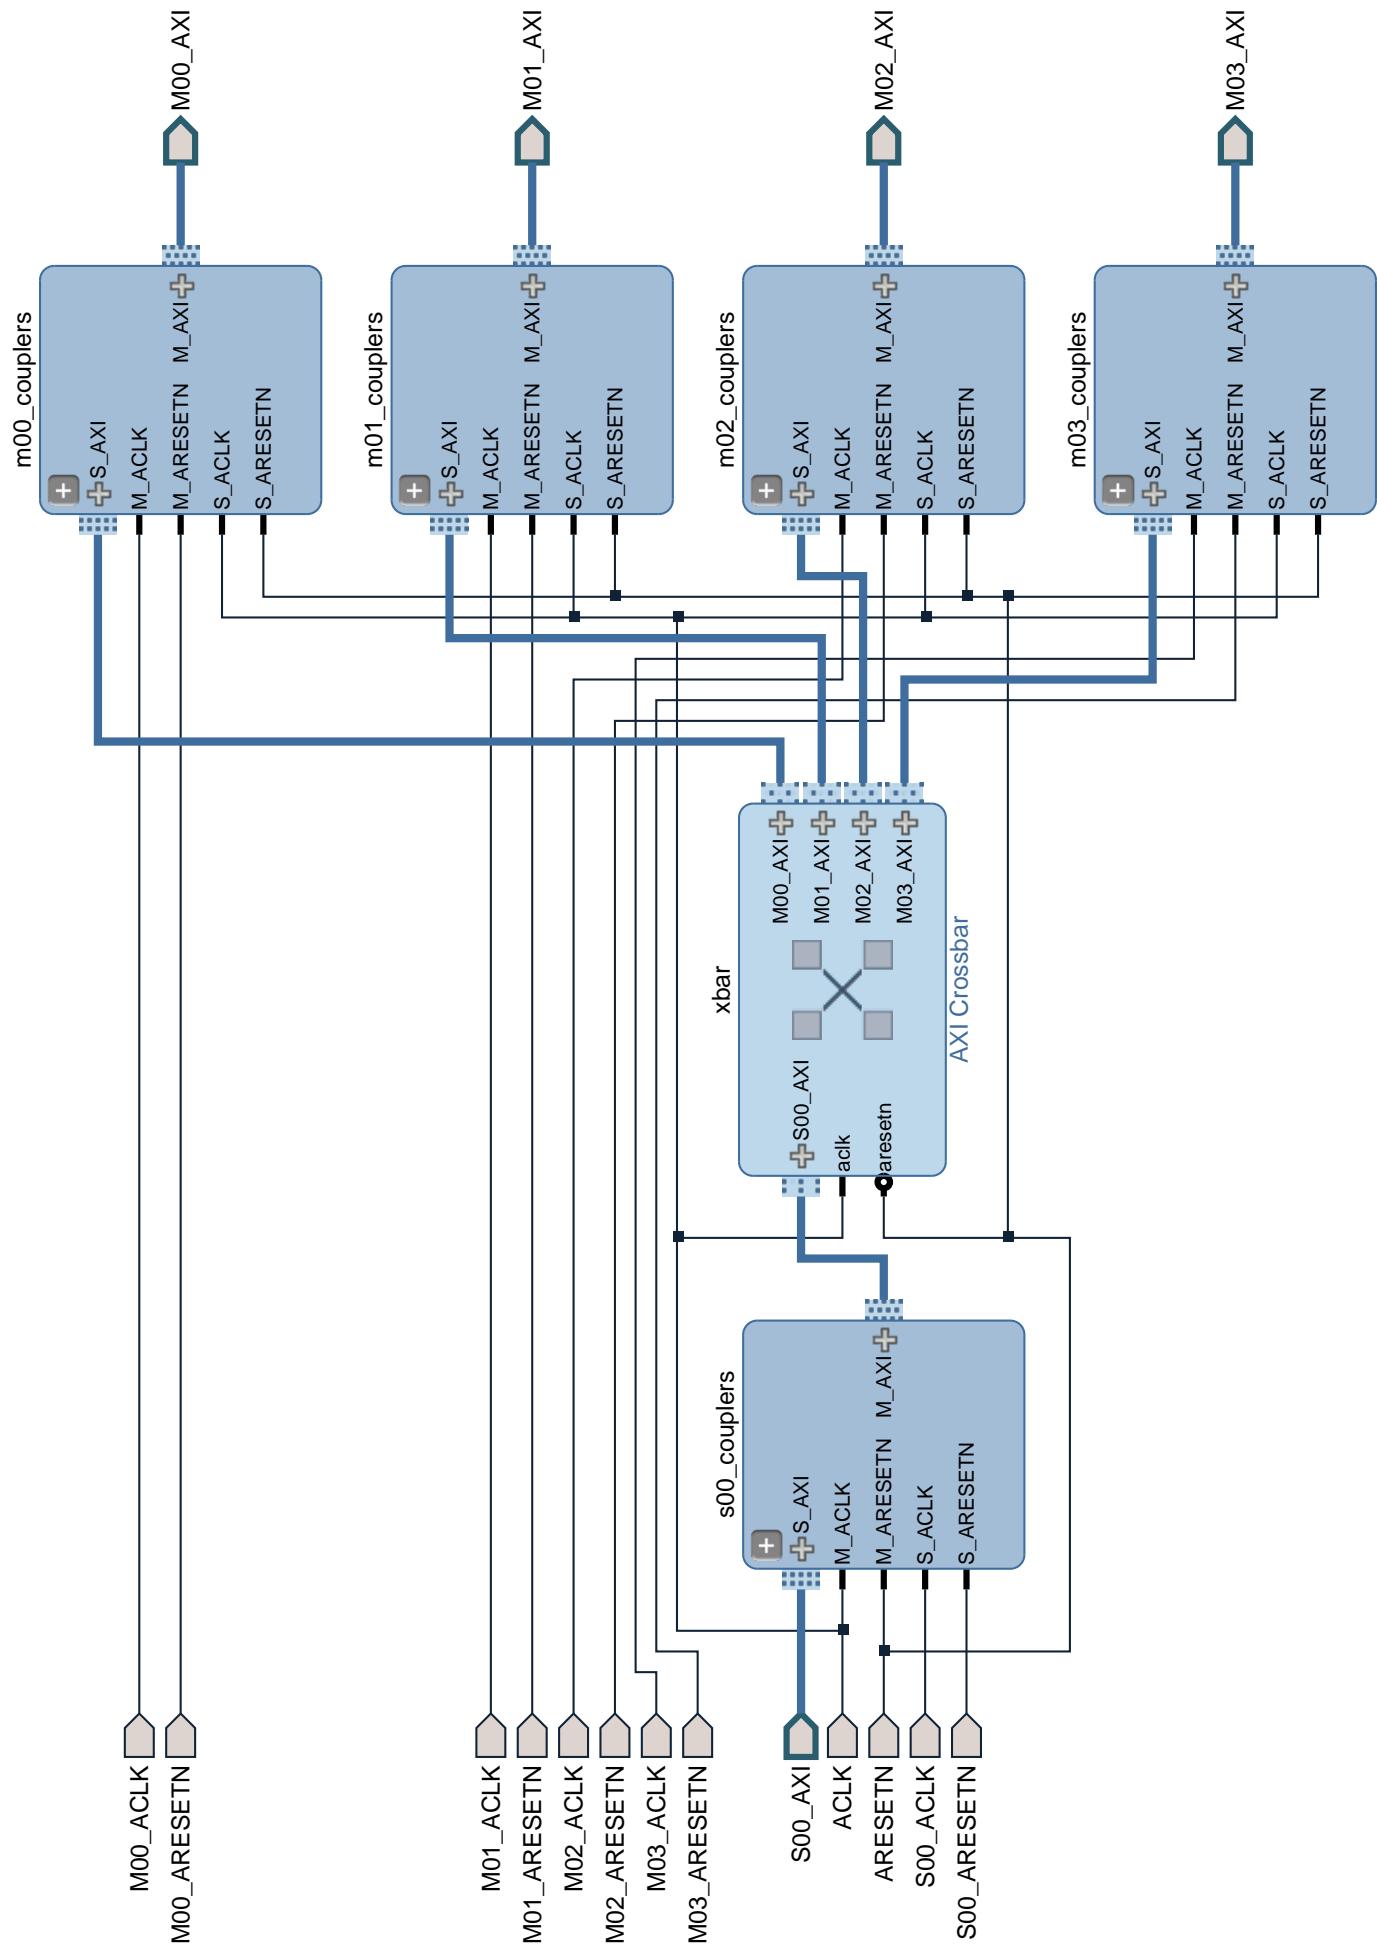 M00_AXI
M01_AXI
M02_AXI
M03_AXI
m00_couplers
S_AXI
M_ACLK
M_ARESETN
M_AXI
S_ACLK
S_ARESETN
m01_couplers
S_AXI
M_ACLK
M_ARESETN
M_AXI
S_ACLK
S_ARESETN
m02_couplers
S_AXI
M_ACLK
M_ARESETN
M_AXI
S_ACLK
S_ARESETN
m03_couplers
S_AXI
M_ACLK
M_ARESETN
M_AXI
S_ACLK
S_ARESETN
xbar
M00_AXI
M01_AXI
M02_AXI
M03_AXI
S00_AXI
aclk
aresetn
AXI Crossbar
s00_couplers
S_AXI
M_ACLK
M_ARESETN
M_AXI
S_ACLK
S_ARESETN
M00_ACLK
M00_ARESETN
M01_ACLK
M01_ARESETN
M02_ACLK
M02_ARESETN
M03_ACLK
M03_ARESETN
S00_AXI
ACLK
ARESETN
S00_ACLK
S00_ARESETN